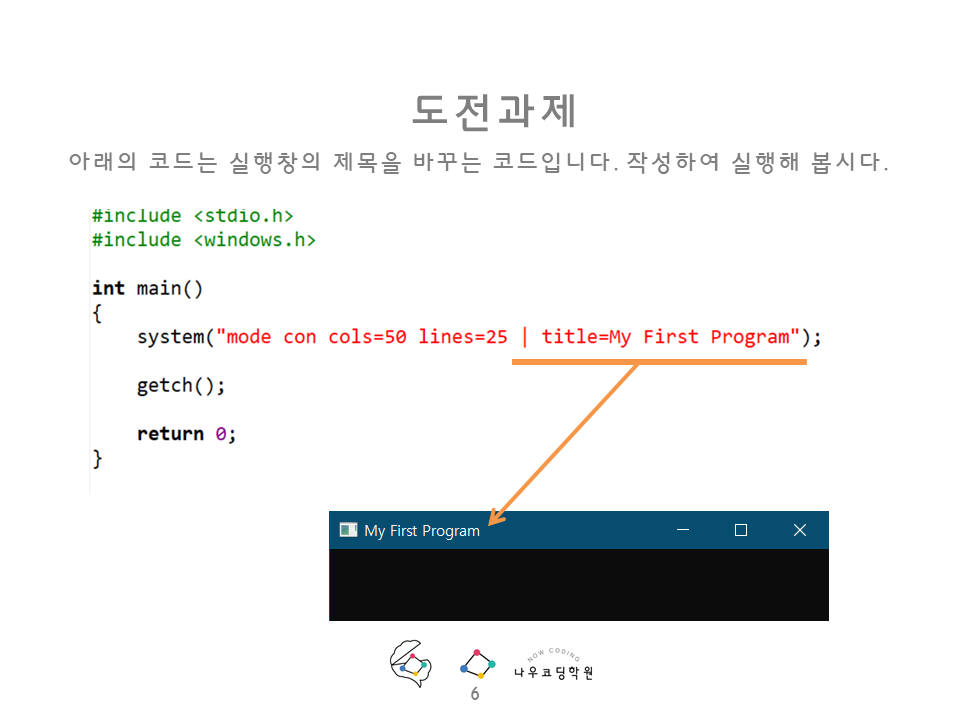 도전과제
아래의 코드는 실행창의 제목을 바꾸는 코드입니다. 작성하여 실행해 봅시다.
#include <stdio.h>
#include <windows.h>
int main()
{
system("mode con cols=50 lines=25 | title=My First Program");
getch();
return 0;
}
My First Program
NOW CODING
나우코딩학원
6